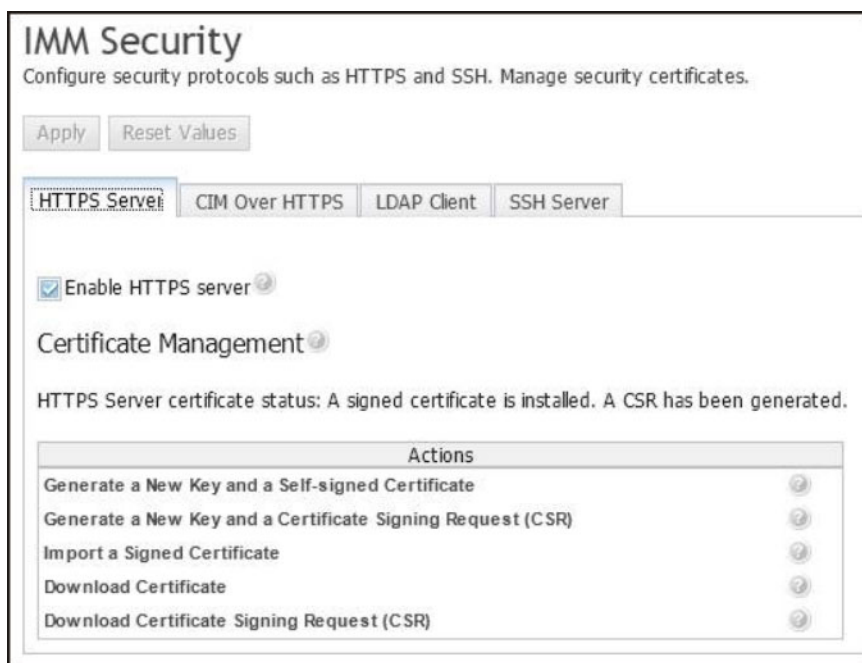 IMM Security
Configure security protocols such as HTTPS and SSH. Manage security certificates.
Apply Reset Values
HTTPS Server CIM Over HTTPS LDAP Client SSH Server
Enable HTTPS server
Certificate Management
HTTPS Server certificate status: A signed certificate is installed. A CSR has been generated.
Actions
Generate a New Key and a Self-signed Certificate
Generate a New Key and a Certificate Signing Request (CSR)
Import a Signed Certificate
Download Certificate
Download Certificate Signing Request (CSR)